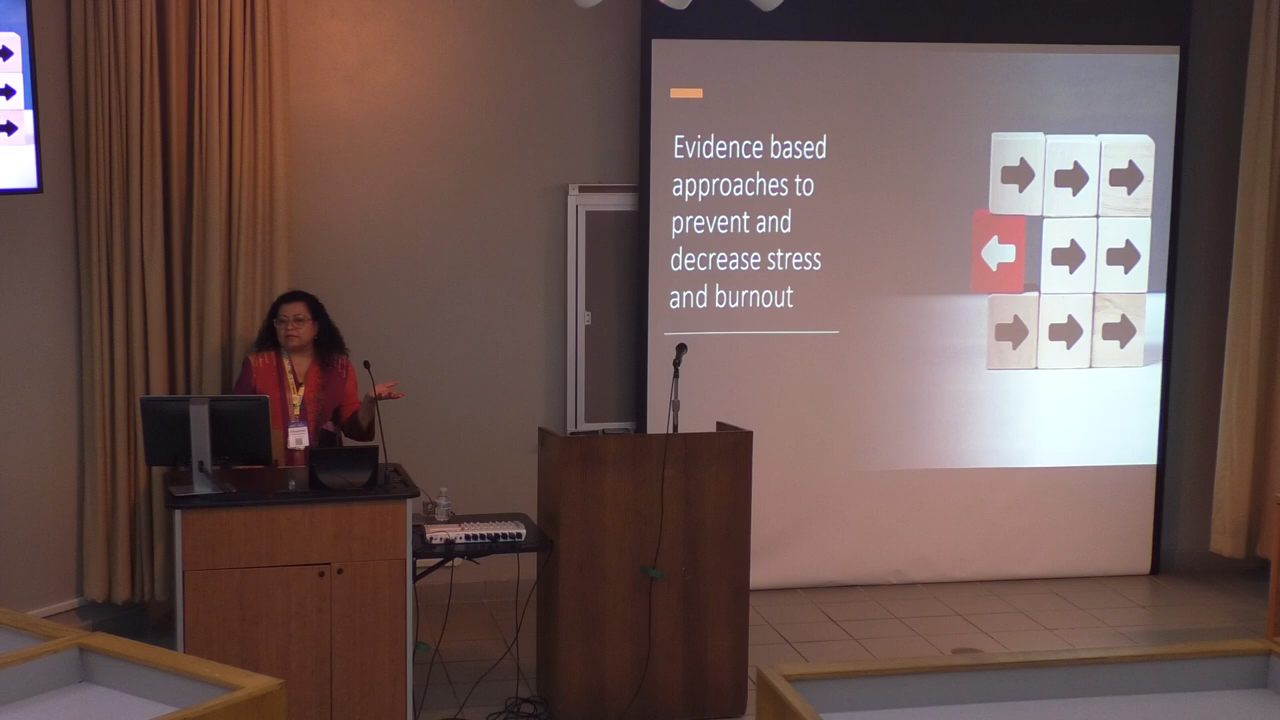 Evidence based
approaches to
prevent and
decrease stress
and burnout